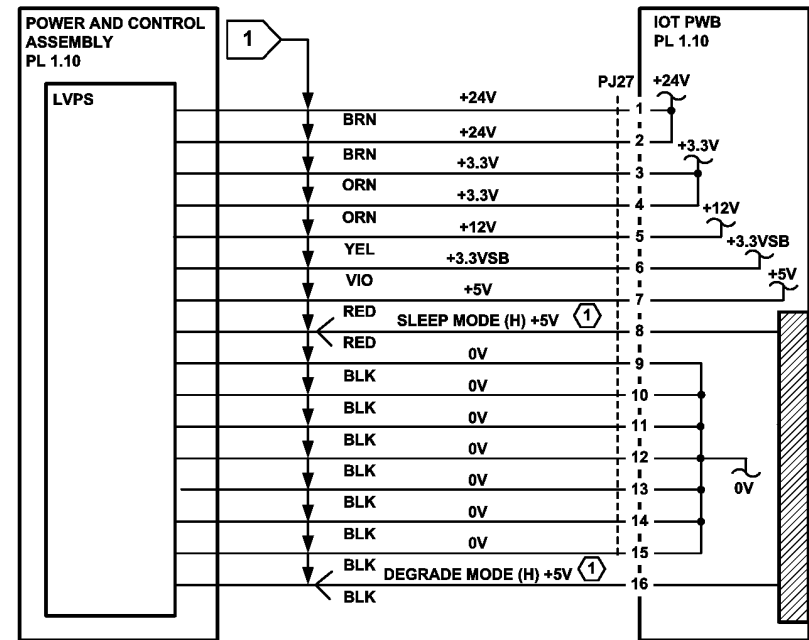 POWER AND CONTROL
ASSEMBLY
PL 1.10
1
IOT PWB
PL 1.10
LVPS
PJ27
+24V
+24V
1
BRN
+24V
2
BRN
+3.3V
+3.3V
3
ORN
+3.3V
4
ORN
+12V
+12V
5
YEL
+3.3VSB
+3.3VSB
6
VIO
+5V
+5V
7
RED
SLEEP MODE (H) +5V
1
8
RED
0V
9
BLK
0V
10
BLK
0V
11
BLK
0V
12
0V
BLK
0V
13
BLK
0V
14
BLK
0V
15
BLK
DEGRADE MODE (H) +5V
1
16
BLK